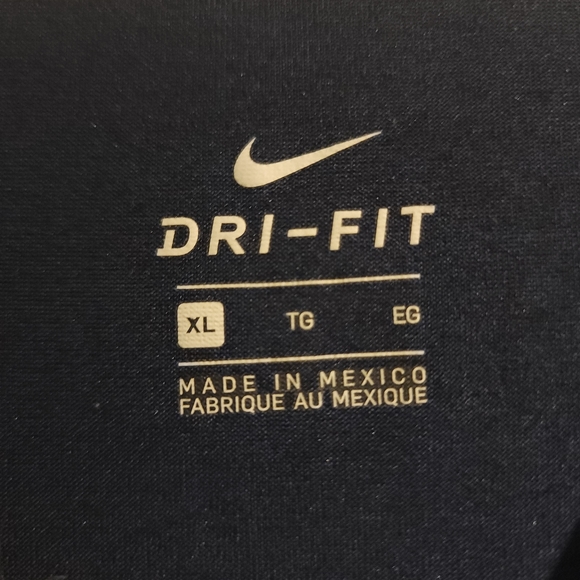 DRI-FIT
XL TG EG
MADE IN MEXICO
FABRIQUE AU MEXIQUE